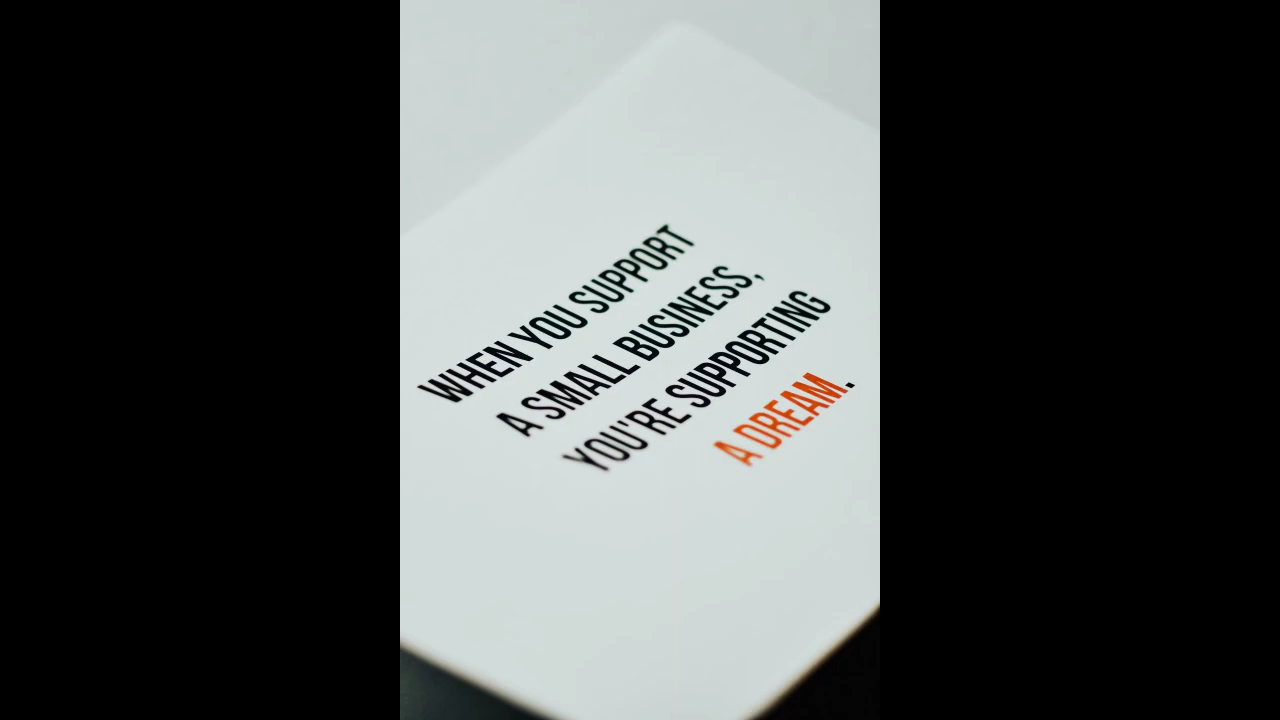 WHEN YOU SUPPORT
A SMALL BUSINESS,
YOU'RE SUPPORTING
A DREAM.